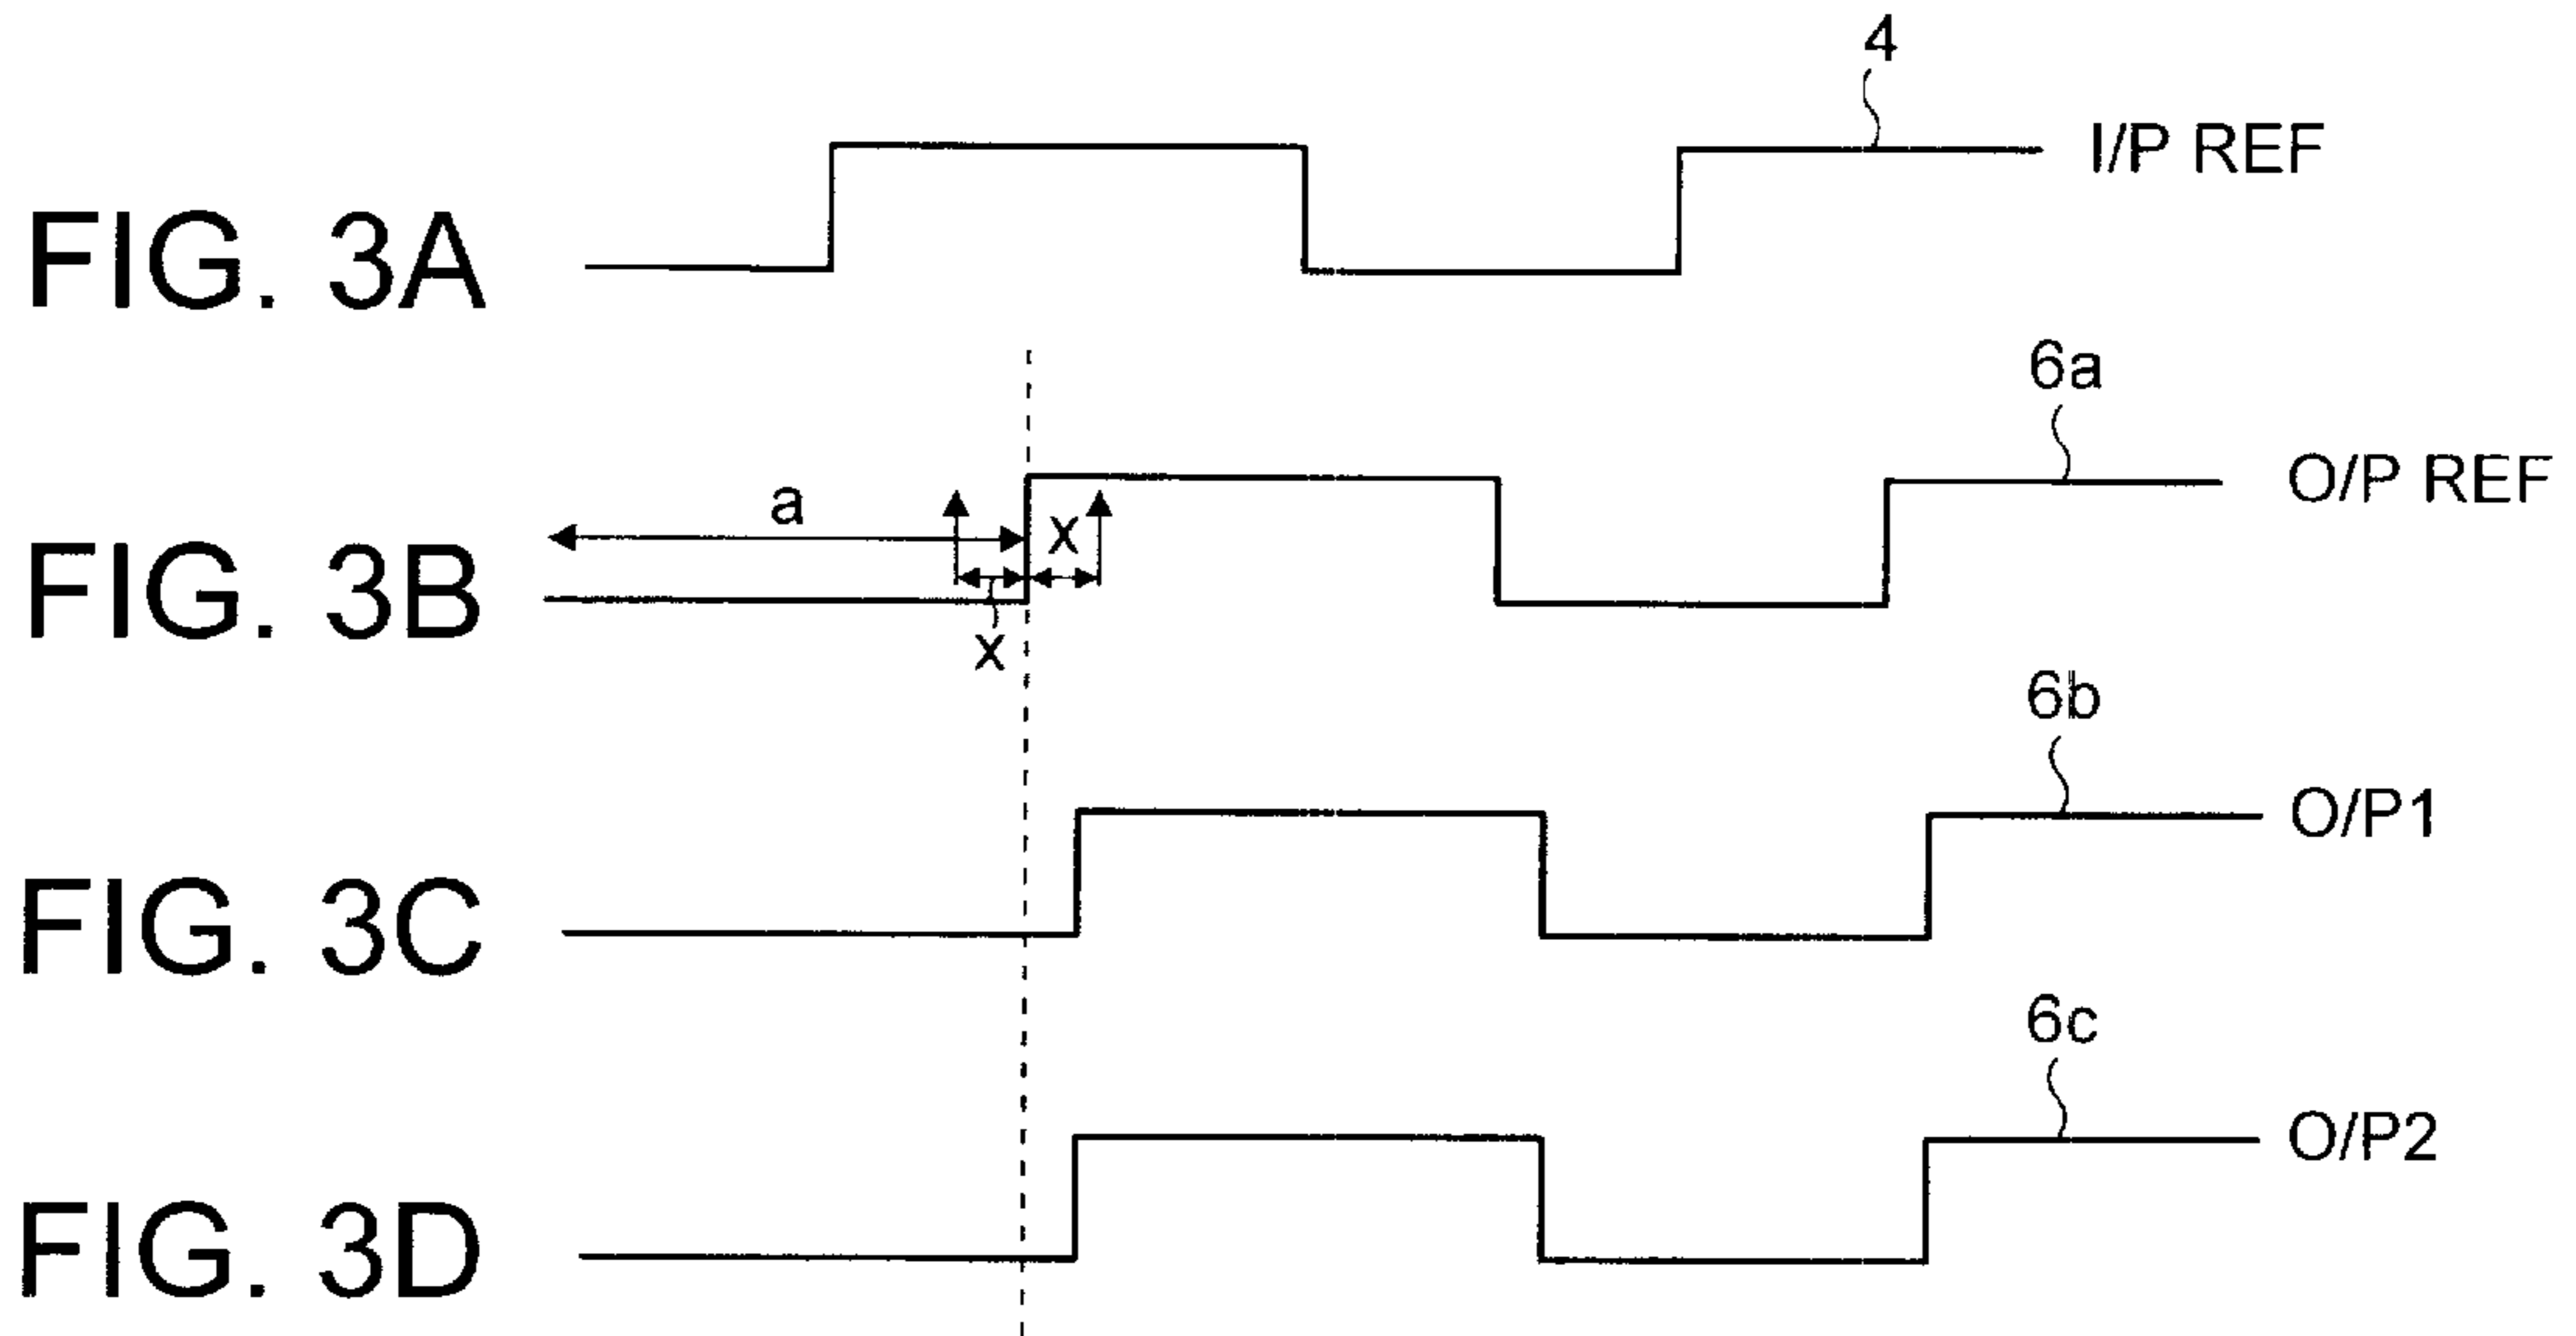 4
I/P REF
FIG. 3A
6a
O/P REF
a
x
FIG. 3B
x
6b
O/P1
FIG. 3C
6c
O/P2
FIG. 3D